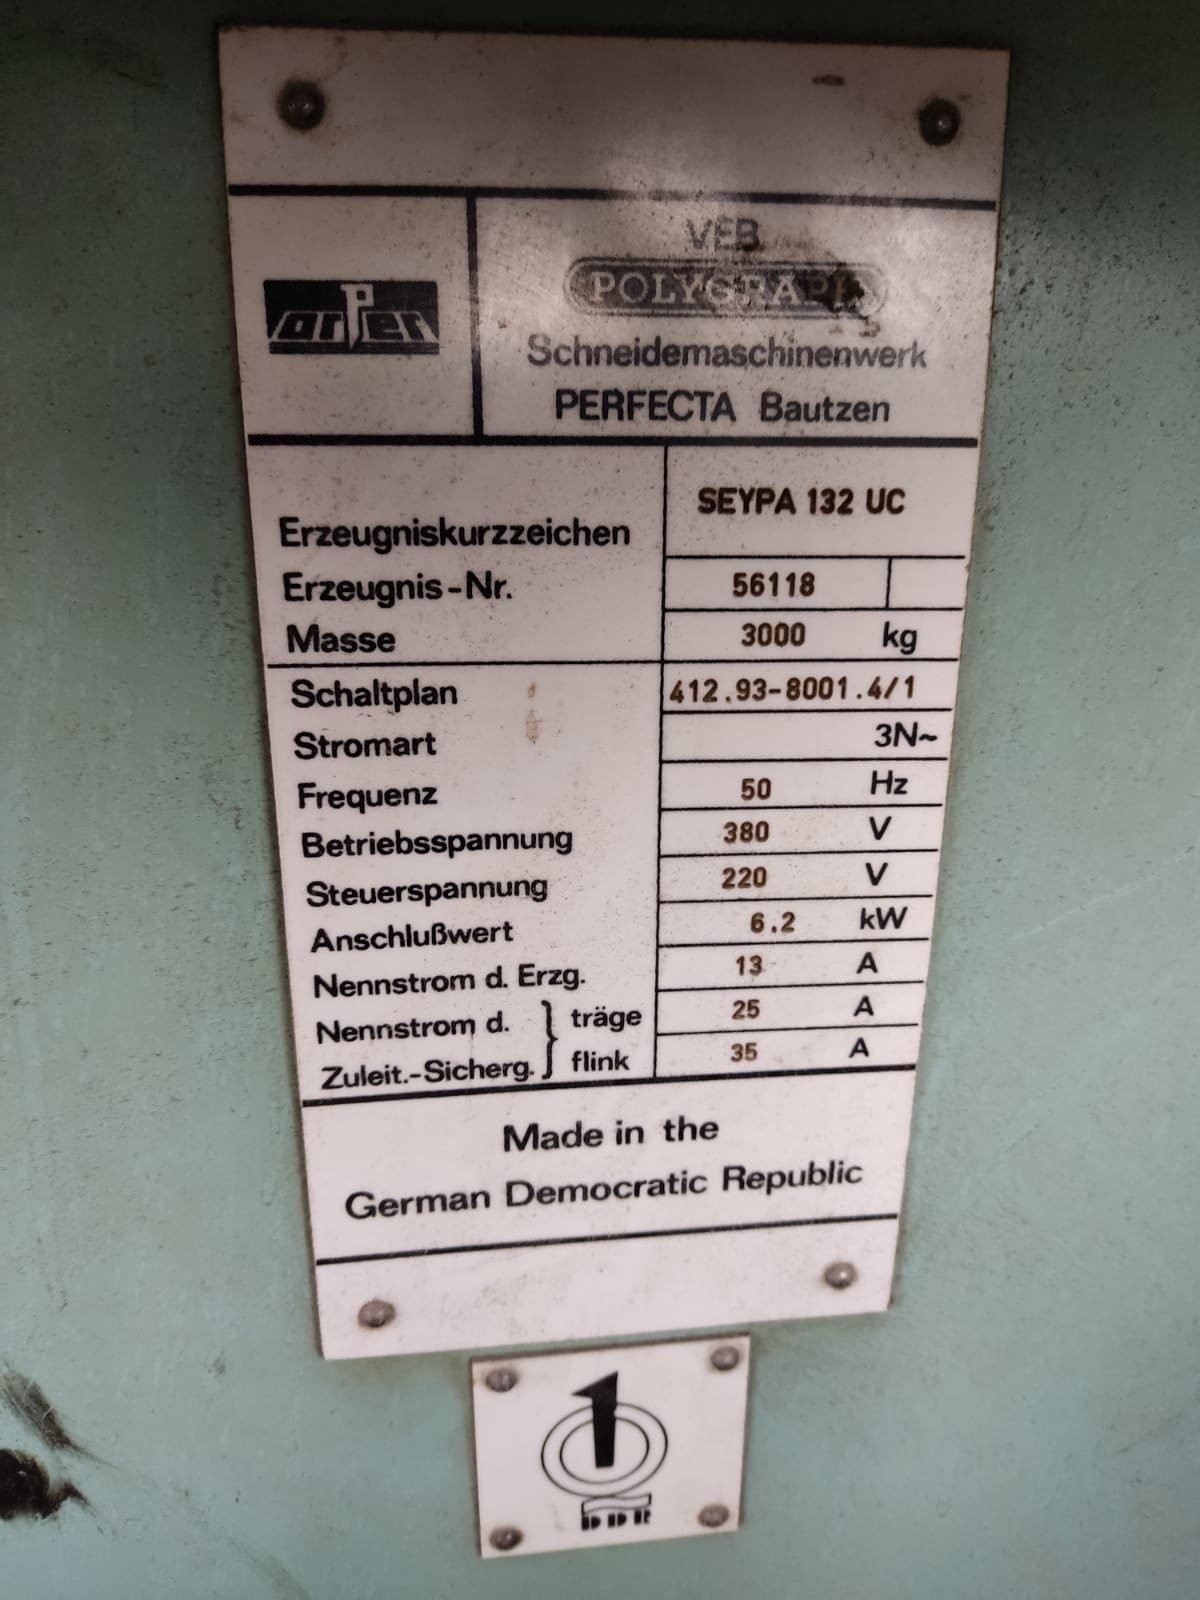 VEB
POLYGRAPH
Schneidemaschinenwerk
PERFECTA Bautzen
Erzeugniskurzzeichen SEYPA 132 UC
Erzeugnis-Nr. 56118
Masse 3000 kg
Schaltplan 412.93-8001.4/1
Stromart 3N~
Frequenz 50 Hz
Betriebsspannung 380 V
Steuerspannung 220 V
Anschlußwert 6.2 kW
Nennstrom d. Erzg. 13 A
Nennstrom d. } träge 25 A
Zuleit.-Sicherg. } flink 35 A
Made in the
German Democratic Republic
1
DDR